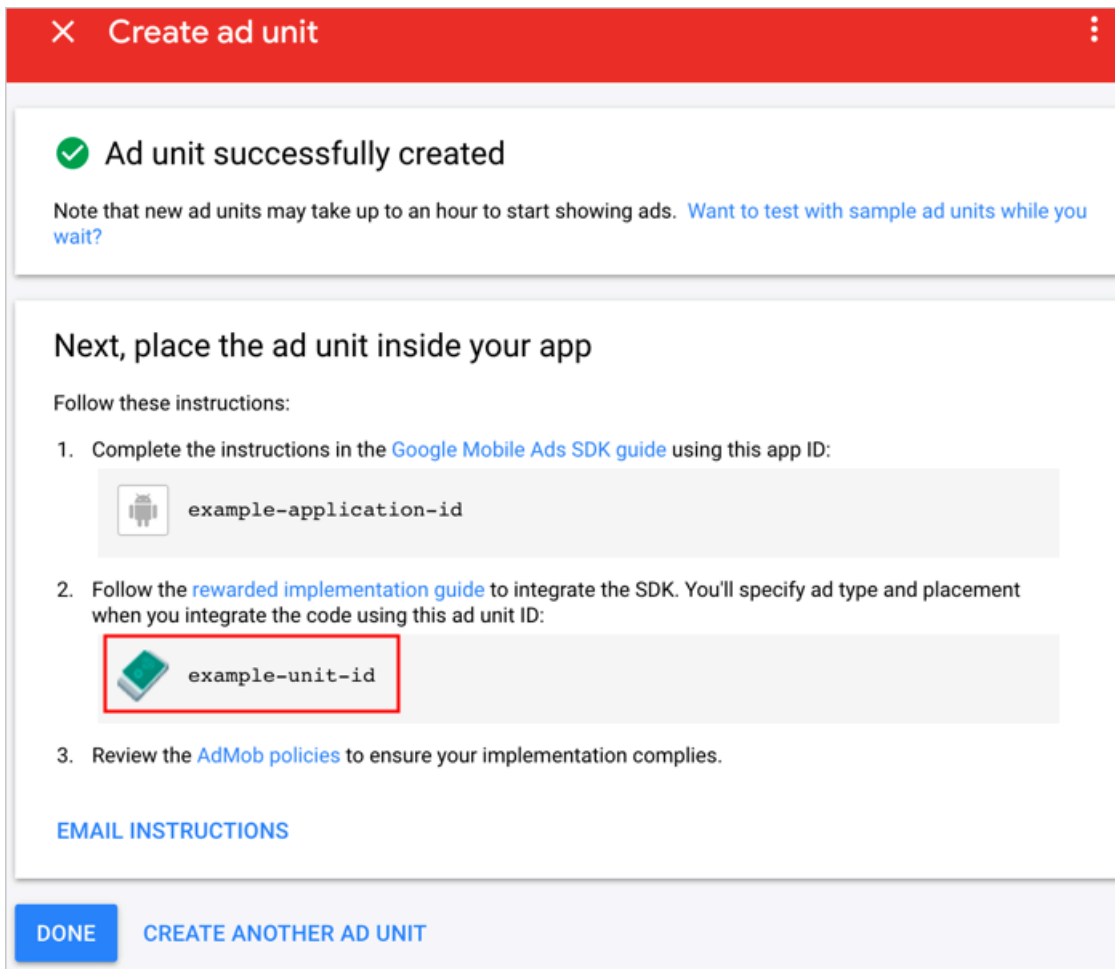 Create ad unit
Ad unit successfully created
Note that new ad units may take up to an hour to start showing ads. Want to test with sample ad units while you
wait?
Next, place the ad unit inside your app
Follow these instructions:
1. Complete the instructions in the Google Mobile Ads SDK guide using this app ID:
example-application-id
2. Follow the rewarded implementation guide to integrate the SDK. You'll specify ad type and placement
when you integrate the code using this ad unit ID:
example-unit-id
3. Review the AdMob policies to ensure your implementation complies.
EMAIL INSTRUCTIONS
DONE CREATE ANOTHER AD UNIT